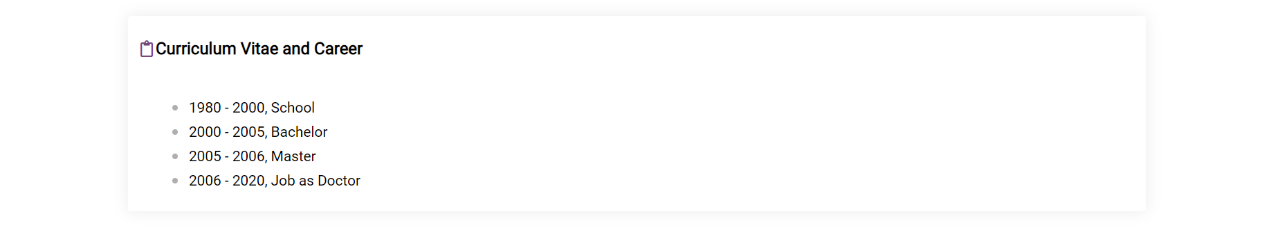 Curriculum Vitae and Career
1980 - 2000, School
2000 - 2005, Bachelor
2005 - 2006, Master
2006 - 2020, Job as Doctor